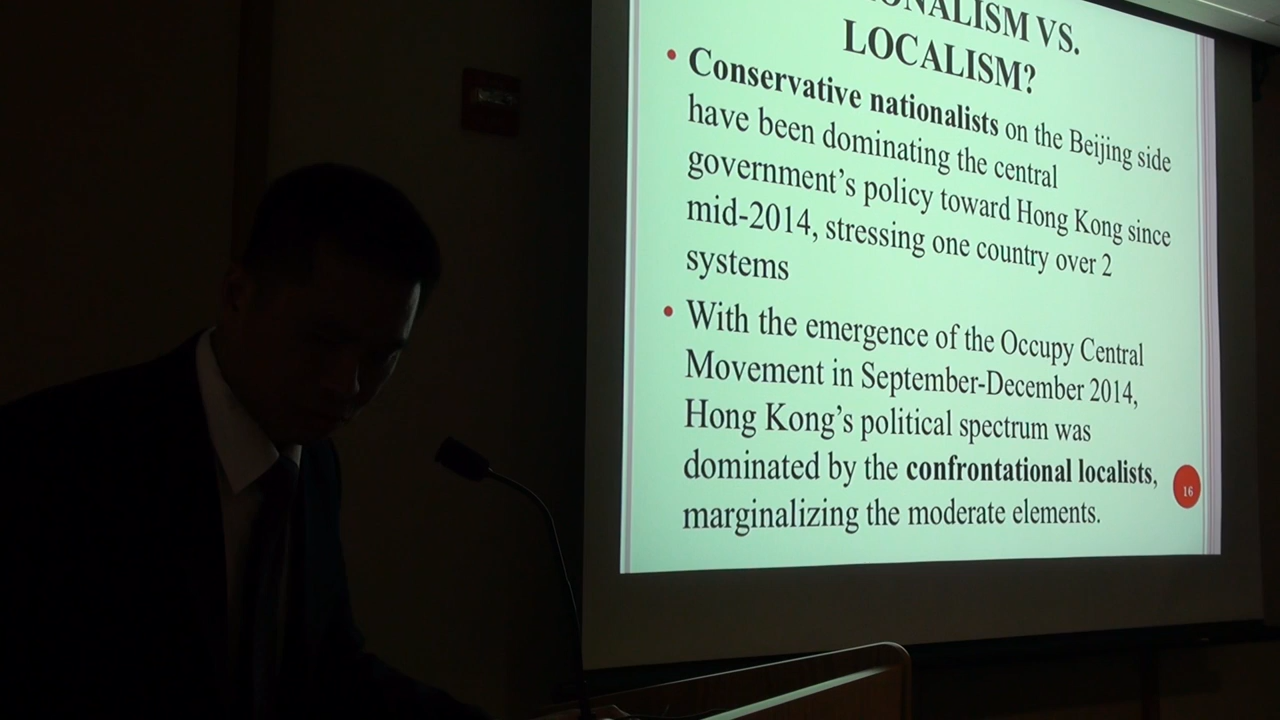 LOCALISM?
VS.
• Conservative nationalists on the Beijing side
have been dominating the central
government's policy toward Hong Kong since
mid-2014, stressing one country over 2
systems
• With the emergence of the Occupy Central
Movement in September-December 2014,
Hong Kong's political spectrum was
dominated by the confrontational localists,
marginalizing the moderate elements.
16